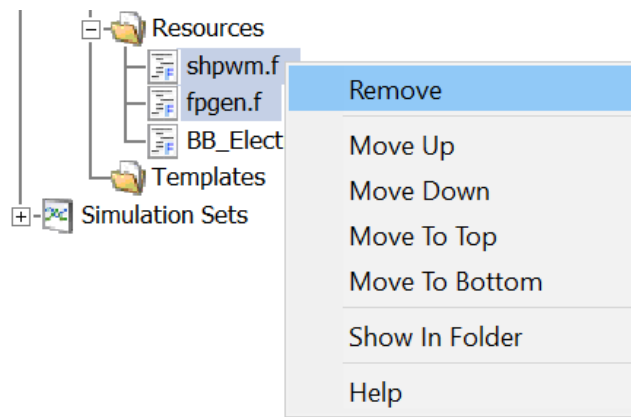 Resources
shpwm.f
fpgen.f
BB_Elect
Templates
Simulation Sets
Remove
Move Up
Move Down
Move To Top
Move To Bottom
Show In Folder
Help